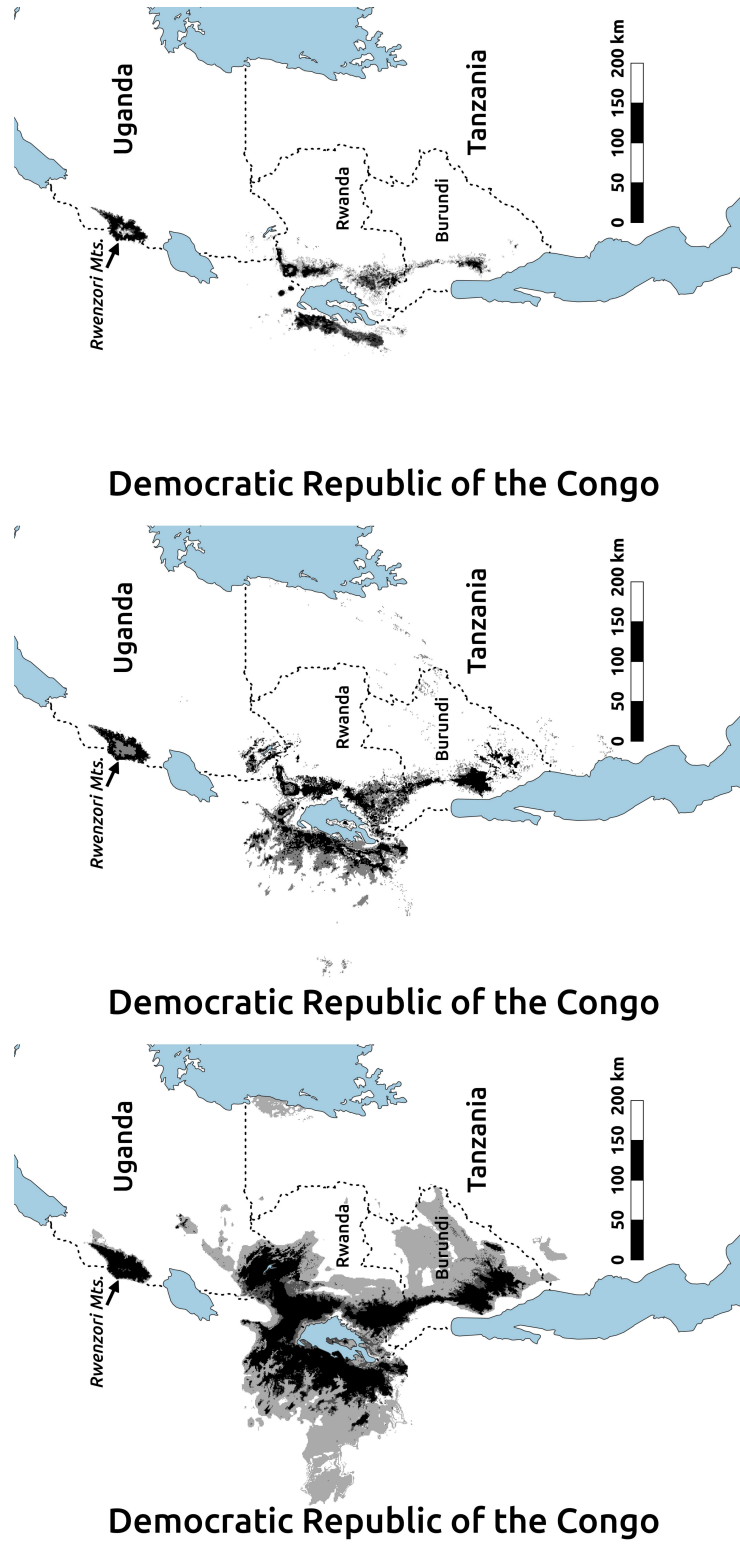 Democratic Republic of the Congo
Rwenzori Mts.
Uganda
Rwanda
Burundi
Tanzania
0 50 100 150 200 km
Democratic Republic of the Congo
Rwenzori Mts.
Uganda
Rwanda
Burundi
Tanzania
0 50 100 150 200 km
Democratic Republic of the Congo
Rwenzori Mts.
Uganda
Rwanda
Burundi
Tanzania
0 50 100 150 200 km